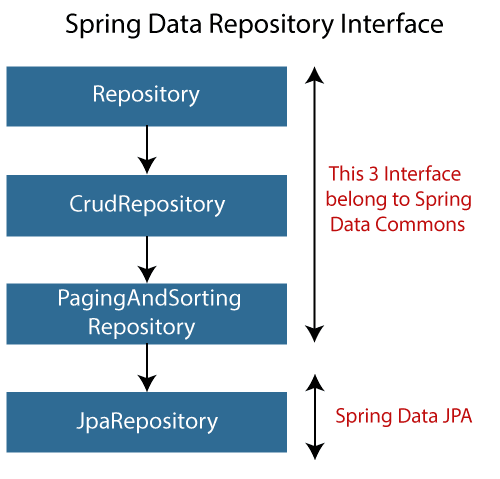 Spring Data Repository Interface
Repository
CrudRepository
PagingAndSorting
Repository
JpaRepository
This 3 Interface
belong to Spring
Data Commons
Spring Data JPA